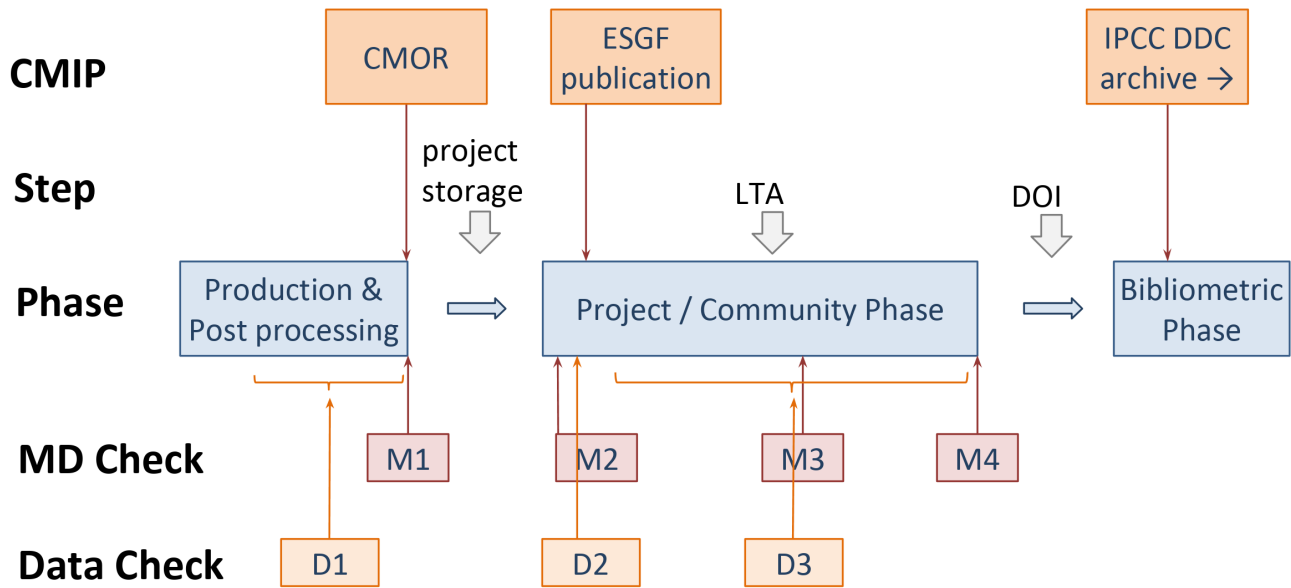 CMIP
CMOR
ESGF
publication
IPCC DDC
archive →
Step
project
storage
LTA
DOI
Phase
Production &
Post processing
Project / Community Phase
Bibliometric
Phase
MD Check
M1
M2
M3
M4
Data Check
D1
D2
D3